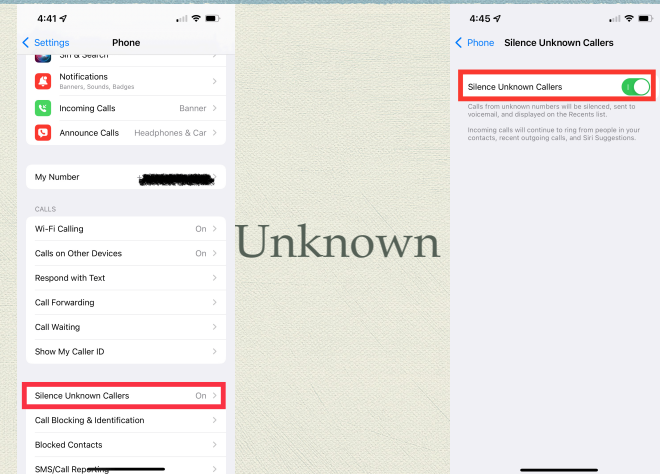 4:41
Settings
Phone
Siri & Search
Notifications
Banners, Sounds, Badges
Incoming Calls Banner
Announce Calls Headphones & Car
My Number
CALLS
Wi-Fi Calling On
Calls on Other Devices On
Respond with Text
Call Forwarding
Call Waiting
Show My Caller ID
Silence Unknown Callers On
Call Blocking & Identification
Blocked Contacts
SMS/Call Reporting
Unknown
4:45
Phone
Silence Unknown Callers
Silence Unknown Callers
Calls from unknown numbers will be silenced, sent to
voicemail, and displayed on the Recents list.
Incoming calls will continue to ring from people in your
contacts, recent outgoing calls, and Siri Suggestions.